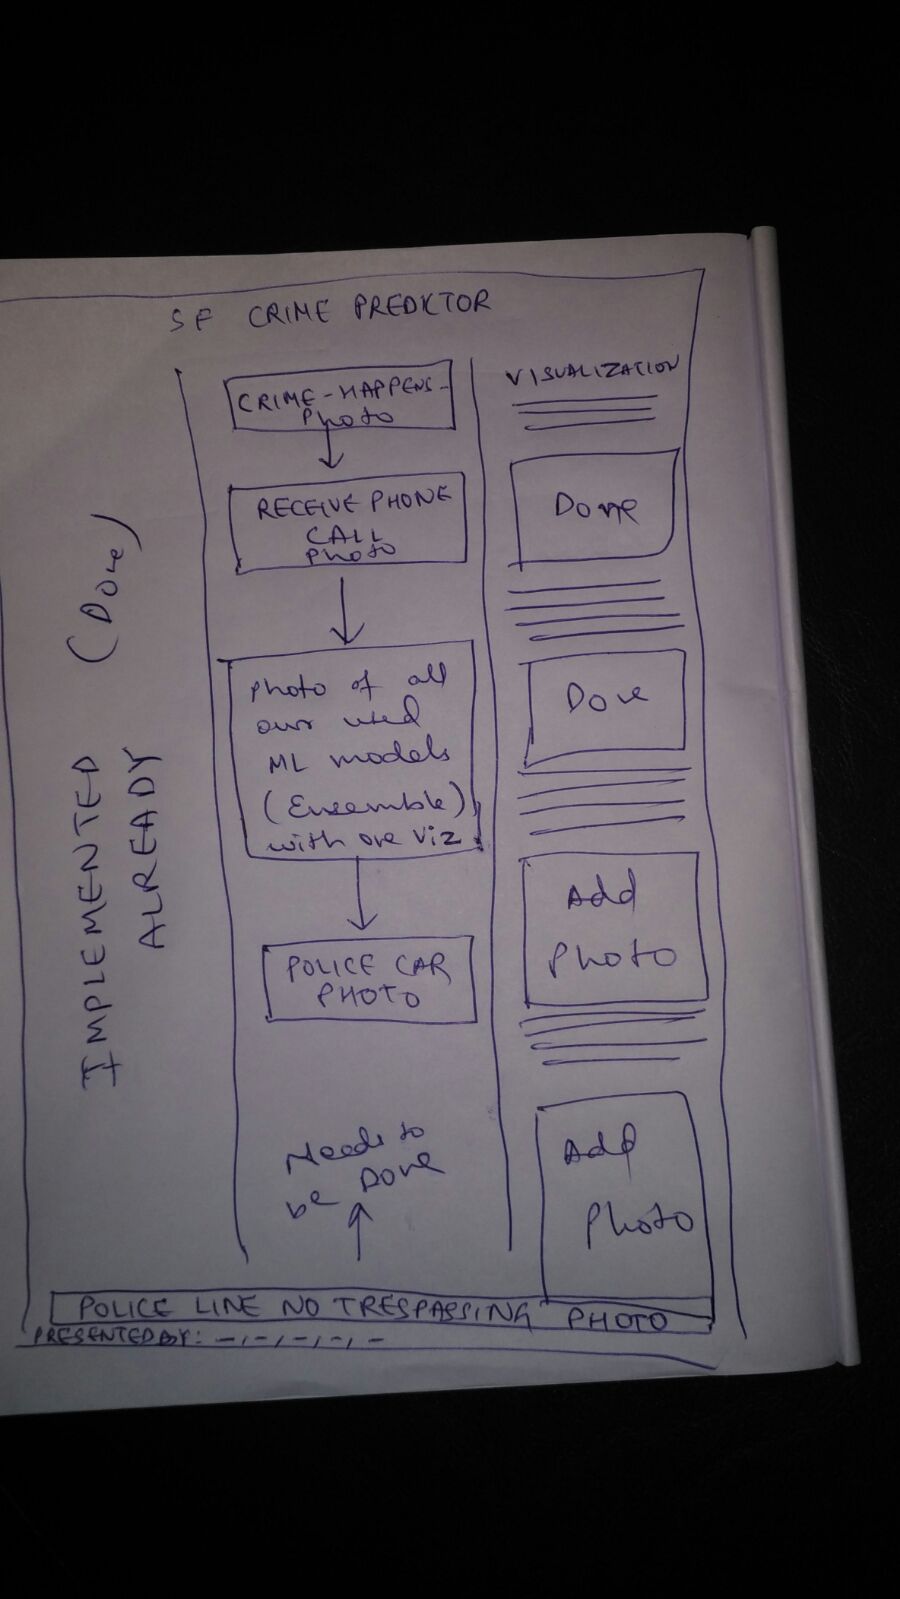 SF CRIME PREDICTOR
IMPLEMENTED
ALREADY
(Done)
CRIME-HAPPENS-
Photo
RECEIVE PHONE
CALL
Photo
photo of all
our used
ML models
(Ensemble)
with one viz
POLICE CAR
PHOTO
Needs to
be Done
VISUALIZATION
Done
Done
Add
Photo
Add
Photo
POLICE LINE NO TRESPASSING PHOTO
PRESENTED BY: -,-,-,-,-